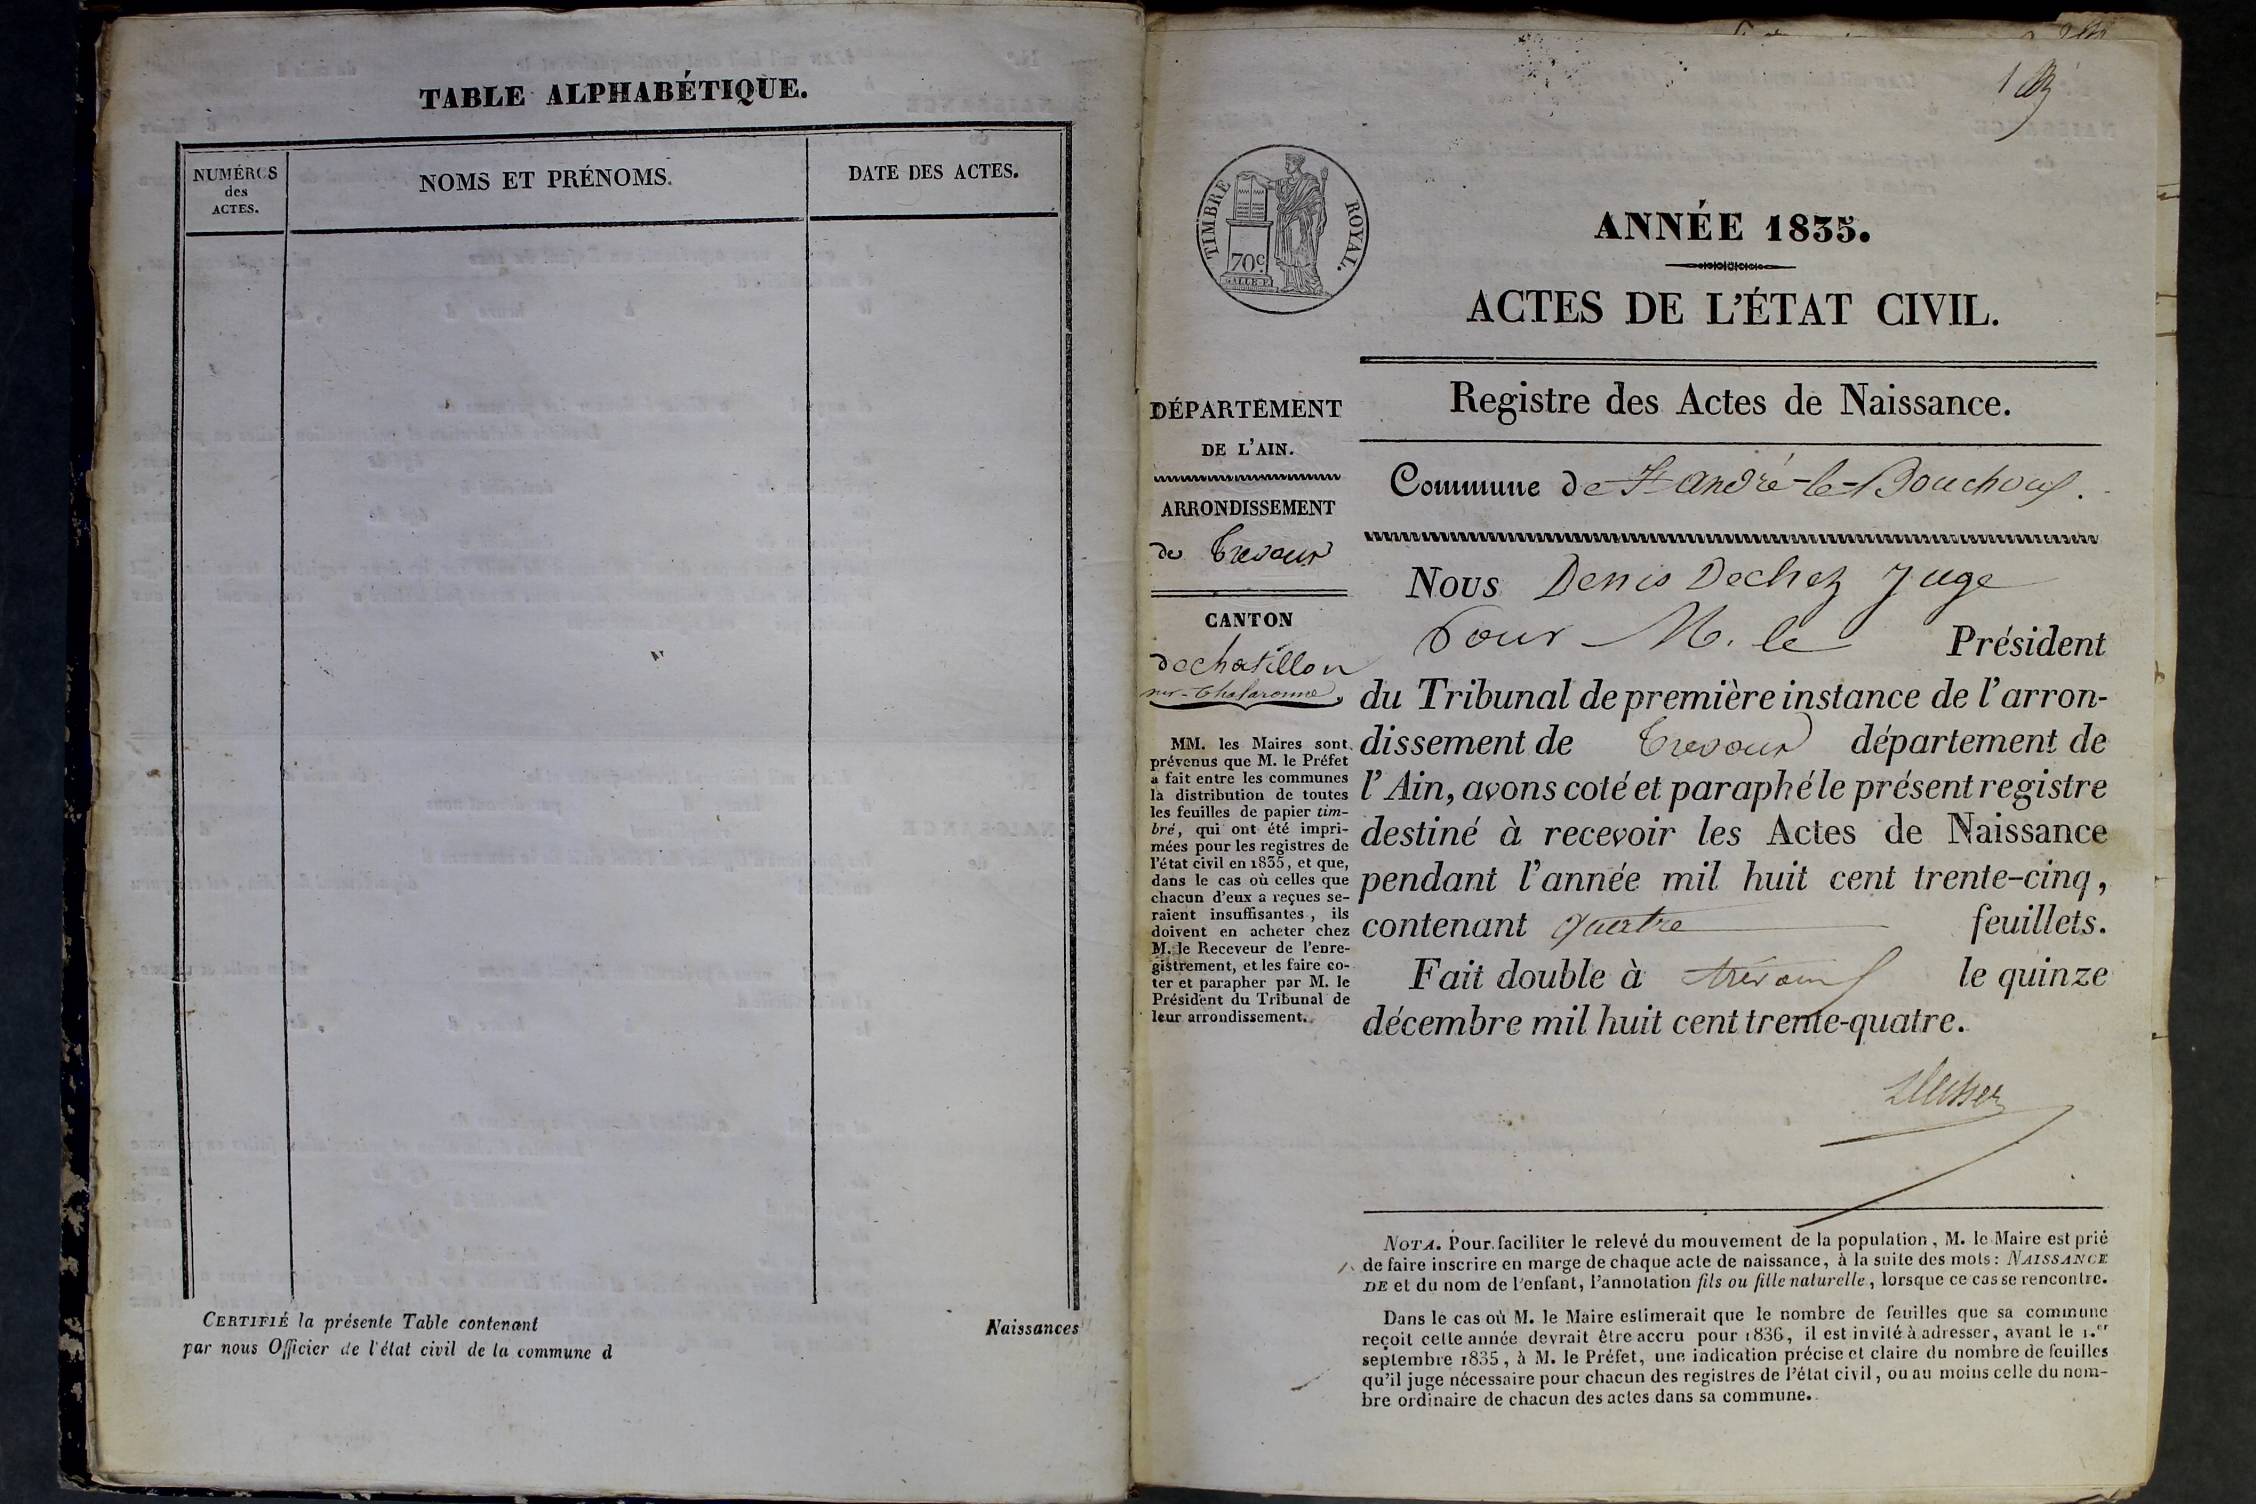 TABLE ALPHABÉTIQUE.
NUMÉROS
des
ACTES.
NOMS ET PRÉNOMS.
DATE DES ACTES.
CERTIFIÉ la présente Table contenant Naissances
par nous Officier de l'état civil de la commune d
1
TIMBRE ROYAL.
70c.
ANNÉE 1835.
ACTES DE L'ÉTAT CIVIL.
DÉPARTEMENT
DE L'AIN.
ARRONDISSEMENT
de Trevoux
CANTON
de chatillon
sur-Chalaronne
MM. les Maires sont
prévenus que M. le Préfet
a fait entre les communes
la distribution de toutes
les feuilles de papier tim-
bré, qui ont été impri-
mées pour les registres de
l'état civil en 1835, et que,
dans le cas où celles que
chacun d'eux a reçues se-
raient insuffisantes, ils
doivent en acheter chez
M. le Receveur de l'enre-
gistrement, et les faire co-
ter et parapher par M. le
Président du Tribunal de
leur arrondissement.
Registre des Actes de Naissance.
Commune de St andré-le-Bouchoux.
Nous Denis Dechez Juge
Pour M. le Président
du Tribunal de première instance de l'arron-
dissement de Trevoux département de
l'Ain, avons coté et paraphé le présent registre
destiné à recevoir les Actes de Naissance
pendant l'année mil huit cent trente-cinq,
contenant quatre feuillets.
Fait double à trévoux le quinze
décembre mil huit cent trente-quatre.
NOTA. Pour faciliter le relevé du mouvement de la population, M. le Maire est prié
de faire inscrire en marge de chaque acte de naissance, à la suite des mots: NAISSANCE
DE et du nom de l'enfant, l'annotation fils ou fille naturelle, lorsque ce cas se rencontre.
Dans le cas où M. le Maire estimerait que le nombre de feuilles que sa commune
reçoit cette année devrait être accru pour 1836, il est invité à adresser, avant le 1.er
septembre 1835, à M. le Préfet, une indication précise et claire du nombre de feuilles
qu'il juge nécessaire pour chacun des registres de l'état civil, ou au moins celle du nom-
bre ordinaire de chacun des actes dans sa commune.